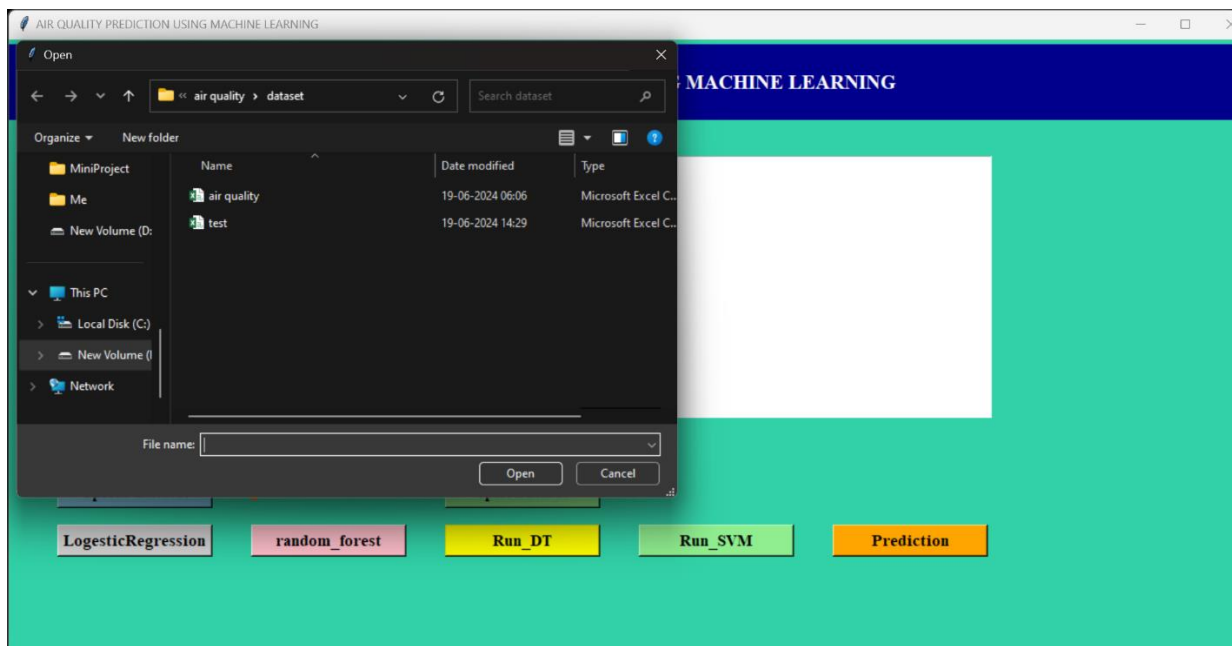 AIR QUALITY PREDICTION USING MACHINE LEARNING
Open
MACHINE LEARNING
« air quality › dataset
Search dataset
Organize
New folder
MiniProject
Me
New Volume (D:
This PC
Local Disk (C:)
New Volume (
Network
Name Date modified Type
air quality 19-06-2024 06:06 Microsoft Excel C...
test 19-06-2024 14:29 Microsoft Excel C...
File name:
Open Cancel
LogesticRegression random_forest Run_DT Run_SVM Prediction